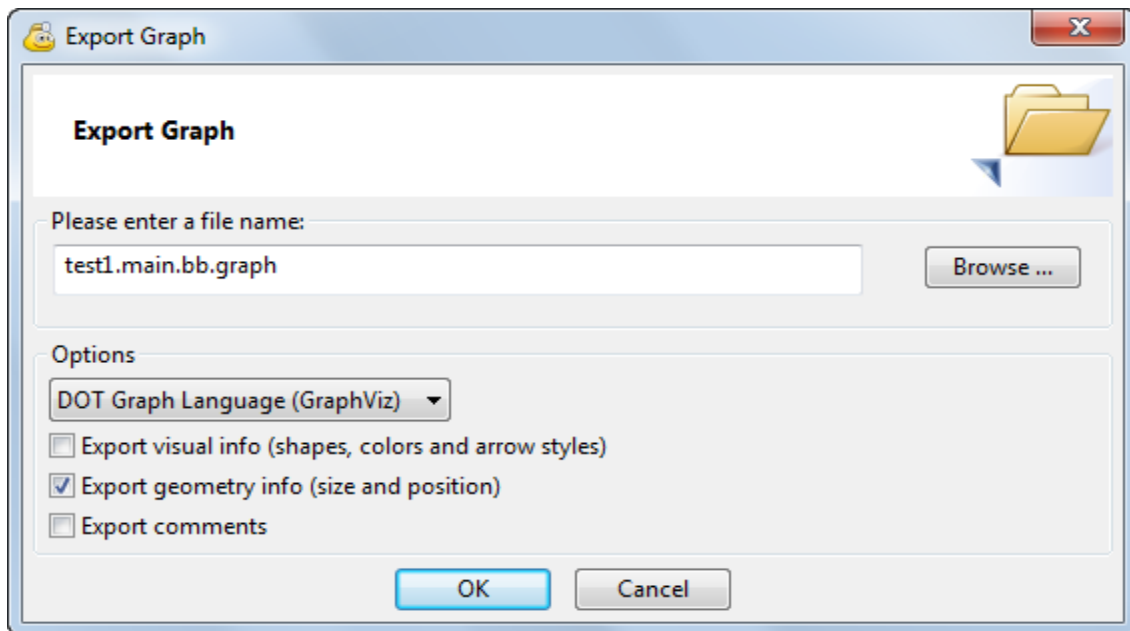 Export Graph
Export Graph
Please enter a file name:
test1.main.bb.graph
Browse ...
Options
DOT Graph Language (GraphViz)
Export visual info (shapes, colors and arrow styles)
Export geometry info (size and position)
Export comments
OK Cancel